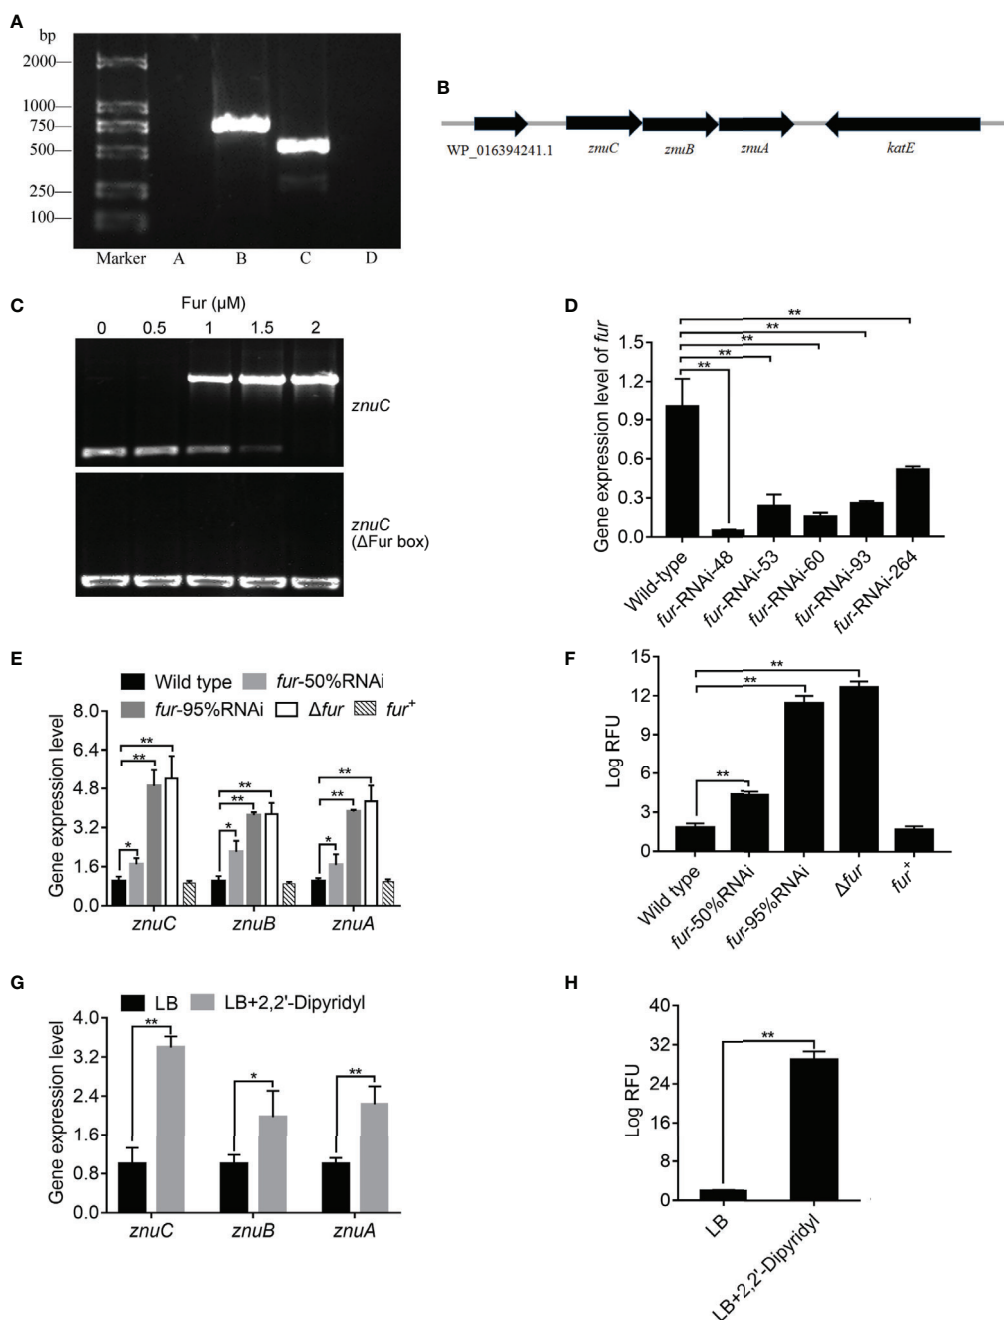 A
bp
2000
1000
750
500
250
100
Marker A B C D
B
WP_016394241.1 znuC znuB znuA katE
C
Fur (µM)
0 0.5 1 1.5 2
znuC
znuC
(ΔFur box)
D
Gene expression level of fur
1.5
1.2
0.9
0.6
0.3
0.0
** ** ** ** **
Wild-type
fur-RNAi-48
fur-RNAi-53
fur-RNAi-60
fur-RNAi-93
fur-RNAi-264
E
Wild type fur-50%RNAi
fur-95%RNAi Δfur fur+
Gene expression level
8.0
6.4
4.8
3.2
1.6
0.0
** ** *
** ** *
** ** *
znuC znuB znuA
F
Log RFU
15
12
9
6
3
0
** ** **
Wild type
fur-50%RNAi
fur-95%RNAi
Δfur
fur+
G
LB LB+2,2'-Dipyridyl
Gene expression level
4.0
3.2
2.4
1.6
0.8
0.0
** * **
znuC znuB znuA
H
Log RFU
40
32
24
16
8
0
**
LB
LB+2,2'-Dipyridyl